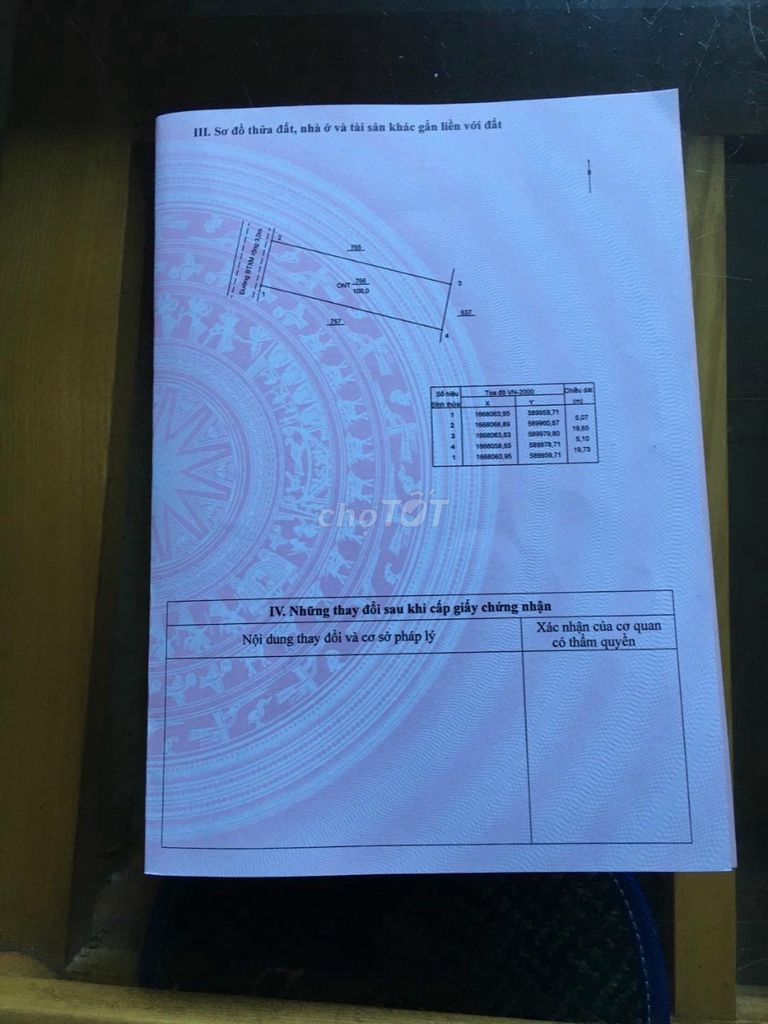 III. Sơ đồ thửa đất, nhà ở và tài sản khác gắn liền với đất
B
Đường BTXM rộng 3,0m
2
755
3
ONT 756
100,0
1
757
637
4
Số hiệu Đỉnh thửa Tọa độ VN-2000 Chiều dài (m)
X Y
1 1668063,95 589959,71
5,07
2 1668068,89 589960,87
19,65
3 1668063,63 589979,80
5,10
4 1668058,65 589978,71
19,73
1 1668063,95 589959,71
chợTỐT
IV. Những thay đổi sau khi cấp giấy chứng nhận
Nội dung thay đổi và cơ sở pháp lý
Xác nhận của cơ quan
có thẩm quyền